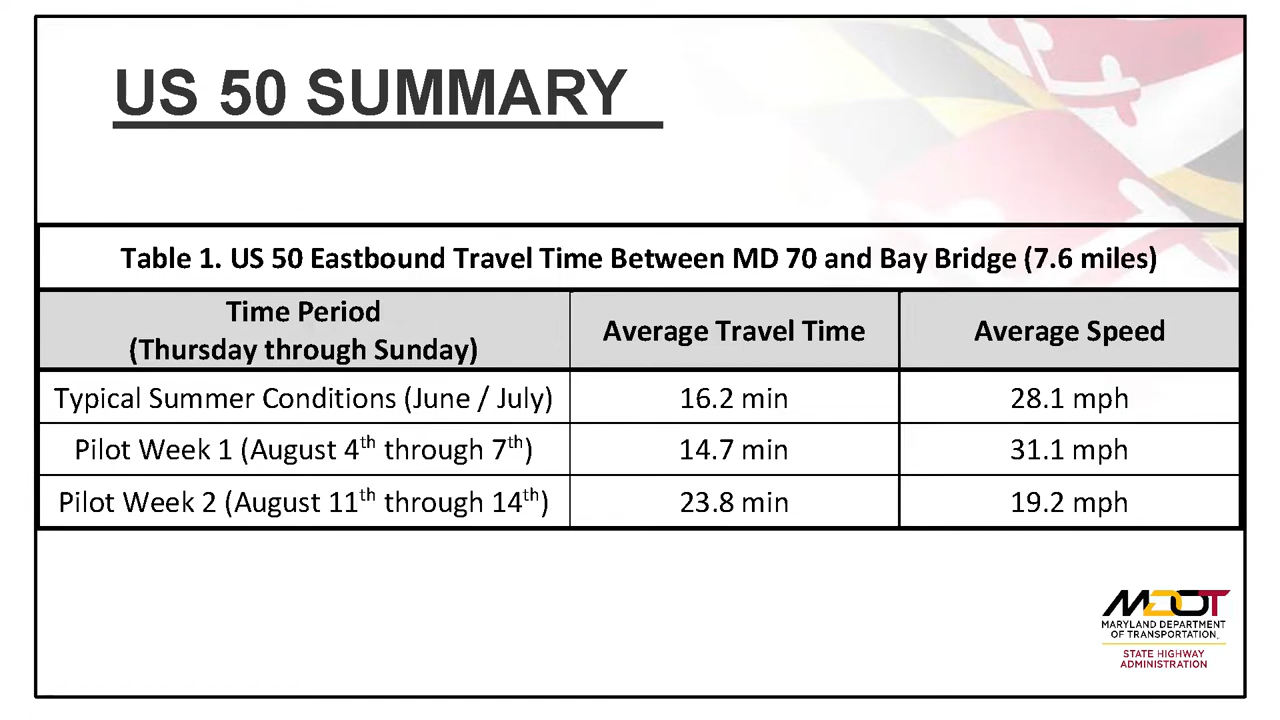 US 50 SUMMARY
Table 1. US 50 Eastbound Travel Time Between MD 70 and Bay Bridge (7.6 miles)
Time Period
(Thursday through Sunday)
Average Travel Time
Average Speed
Typical Summer Conditions (June / July)
16.2 min
28.1 mph
Pilot Week 1 (August 4th through 7th)
14.7 min
31.1 mph
Pilot Week 2 (August 11th through 14th)
23.8 min
19.2 mph
MDOT
MARYLAND DEPARTMENT
OF TRANSPORTATION.
STATE HIGHWAY
ADMINISTRATION